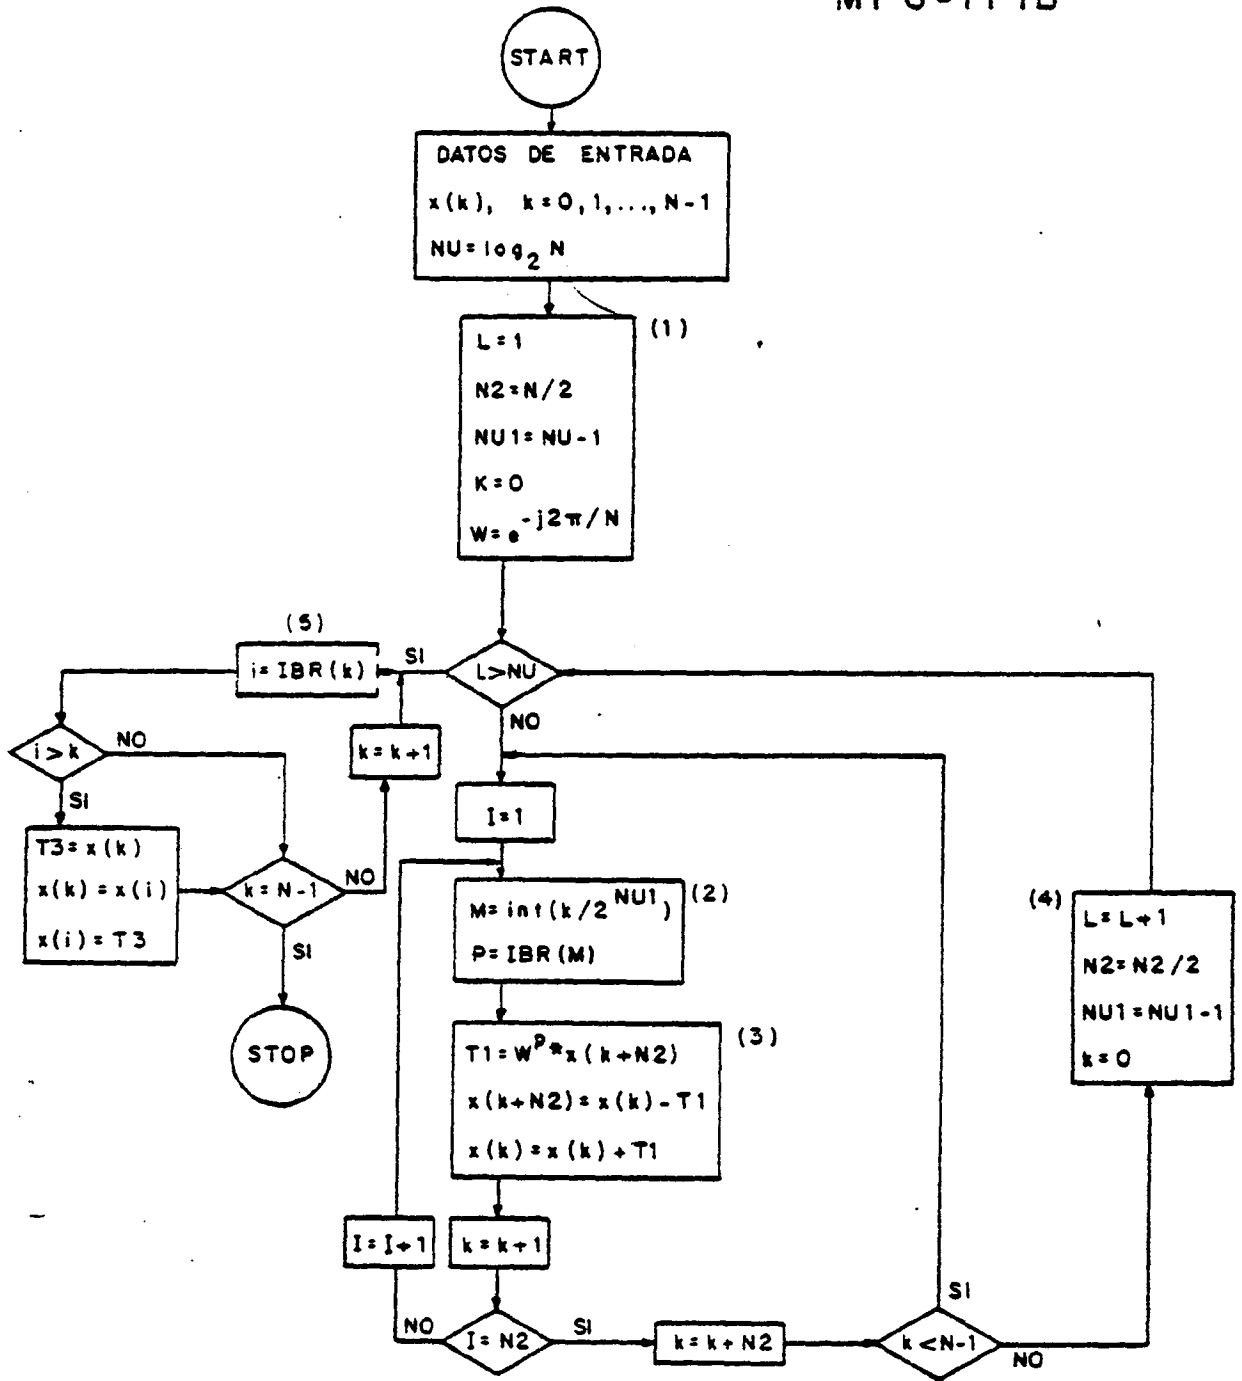 START
DATOS DE ENTRADA
x(k), k=0,1,...,N-1
NU=log₂ N
(1)
L=1
N2=N/2
NU1=NU-1
K=0
W=e^-j2π/N
L>NU
SI
NO
(5)
i=IBR(k)
i>k
NO
SI
k=k+1
T3=x(k)
x(k)=x(i)
x(i)=T3
k=N-1
NO
SI
STOP
I=1
(2)
M=int(k/2^NU1)
P=IBR(M)
(3)
T1=W^P*x(k+N2)
x(k+N2)=x(k)-T1
x(k)=x(k)+T1
I=I+1
k=k+1
I=N2
NO
SI
k=k+N2
k<N-1
SI
NO
(4)
L=L+1
N2=N2/2
NU1=NU1-1
k=0